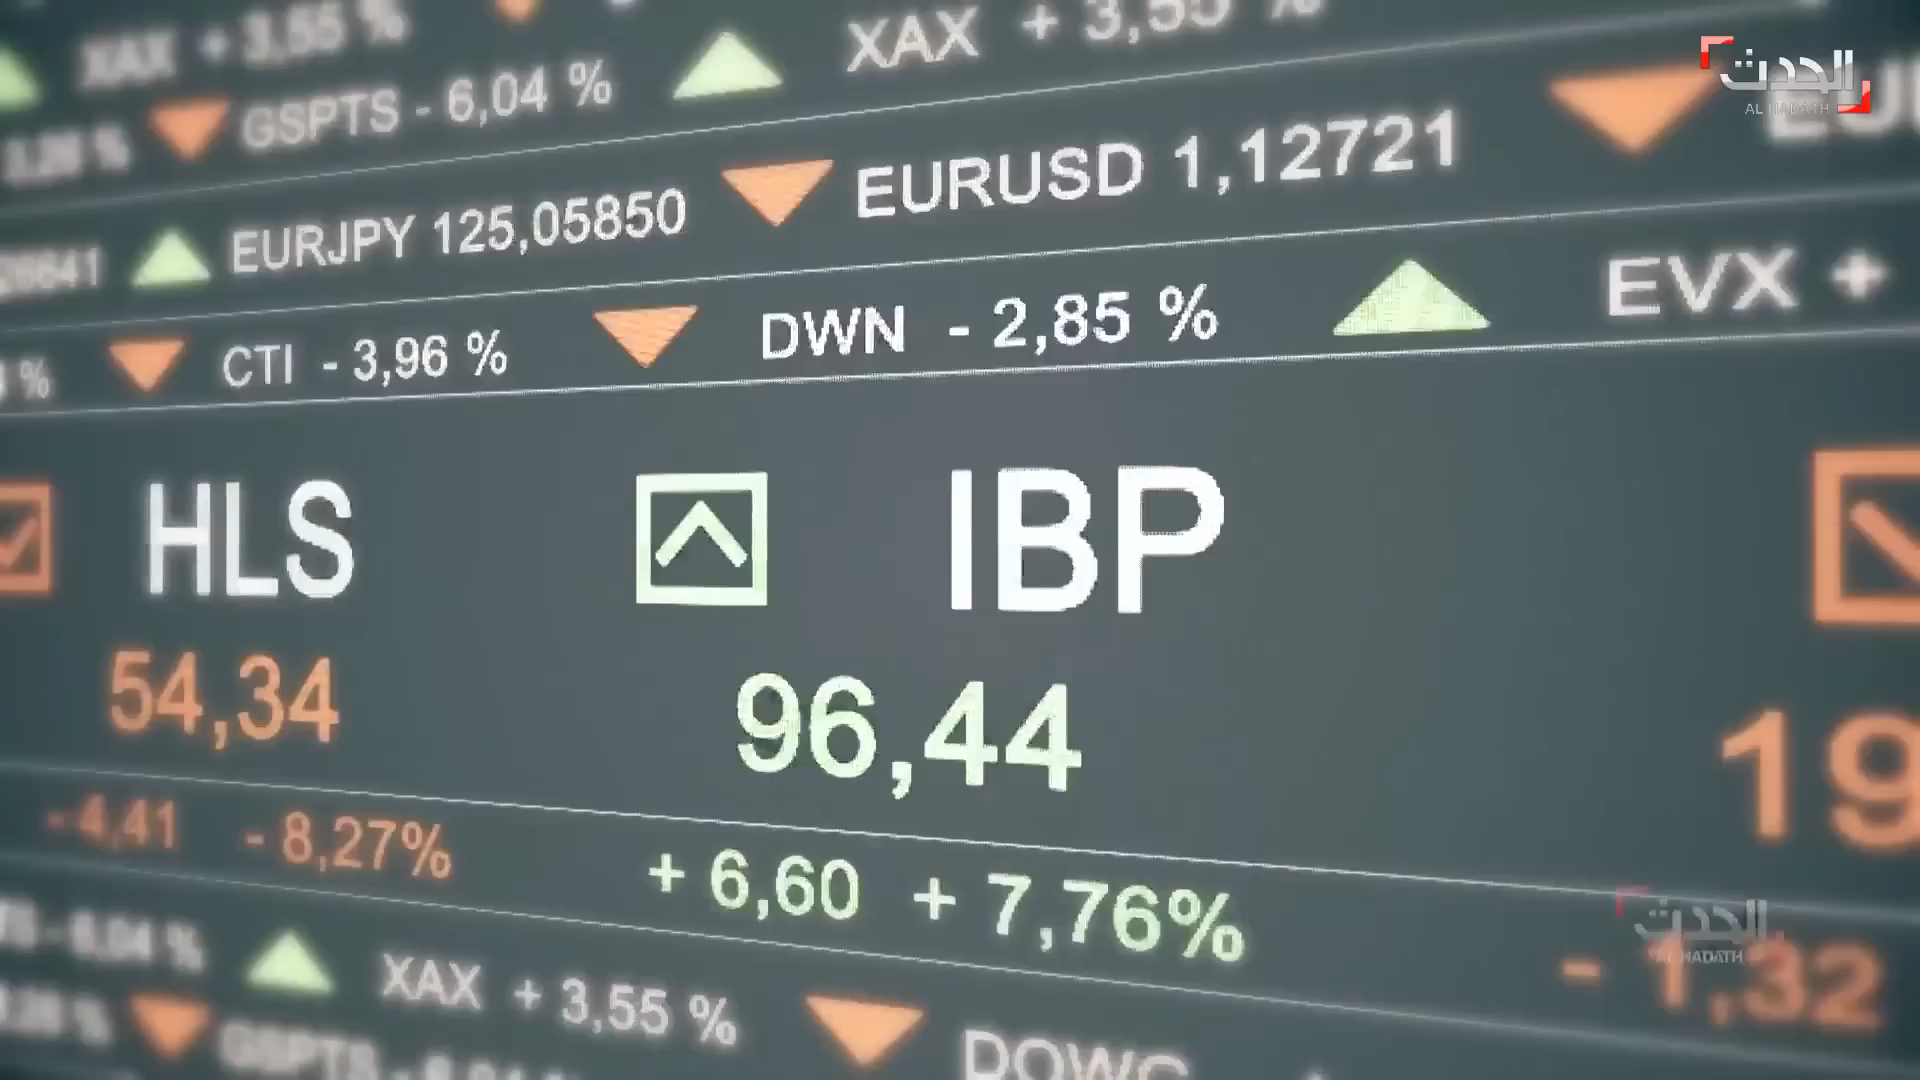 XAX + 3,55 % XAX + 3,55 %
الحدث
AL HADATH
GSPTS - 6,04 %
EURJPY 125,05850 EURUSD 1,12721
CTI - 3,96 % DWN - 2,85 % EVX +
HLS IBP
54,34 96,44 19
- 4,41 - 8,27% + 6,60 + 7,76% - 1,32
الحدث
AL HADATH
XAX + 3,55 %
GSPTS